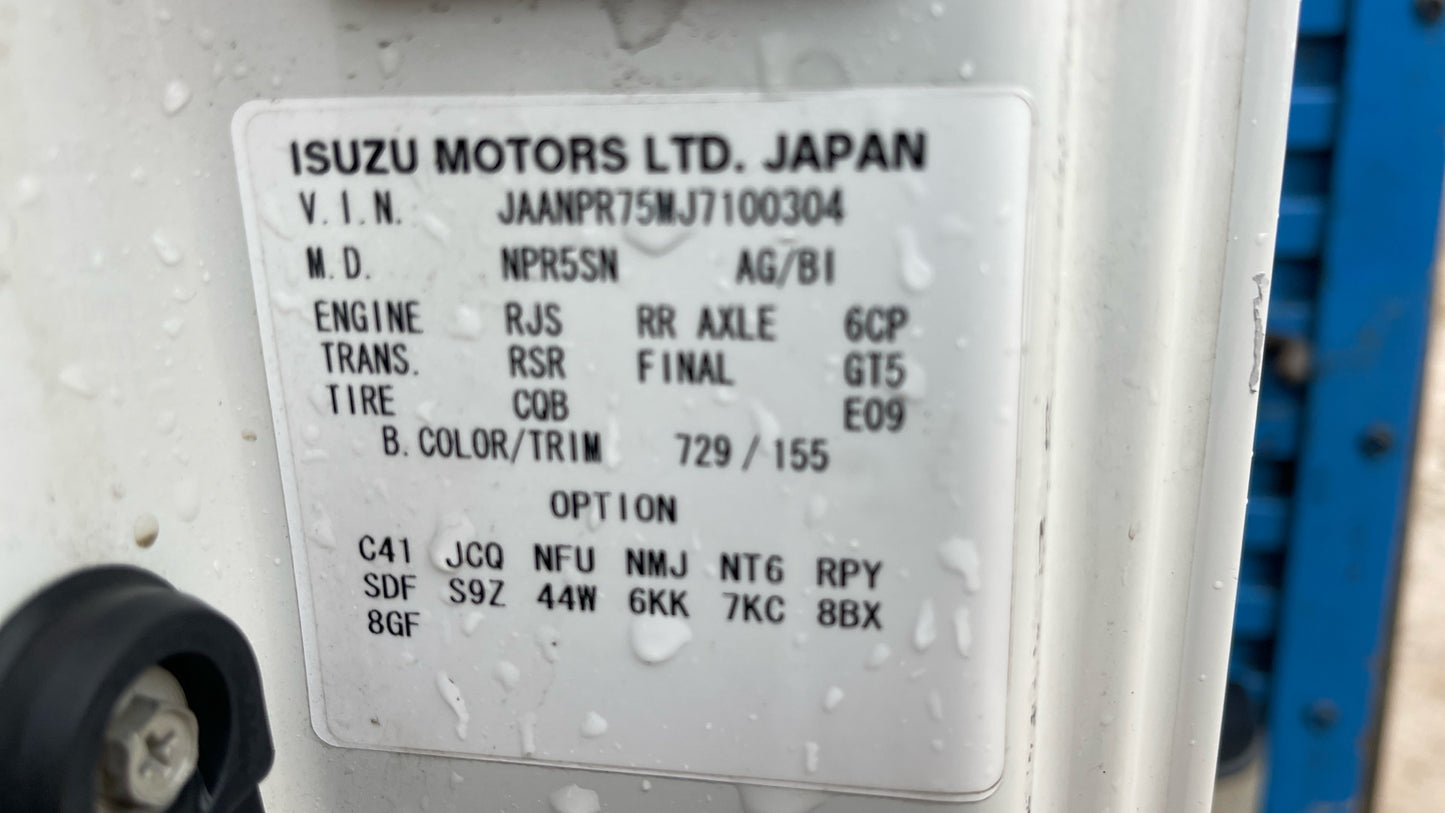 ISUZU MOTORS LTD. JAPAN
V.I.N. JAANPR75MJ7100304
M.D. NPR5SN AG/BI
ENGINE RJS RR AXLE 6CP
TRANS. RSR FINAL GT5
TIRE CQB E09
B.COLOR/TRIM 729/155
OPTION
C41 JCQ NFU NMJ NT6 RPY
SDF S9Z 44W 6KK 7KC 8BX
8GF